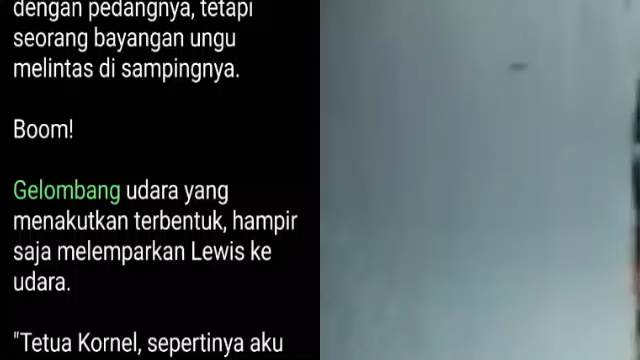 dengan pedangnya, tetapi
seorang bayangan ungu
melintas di sampingnya.
Boom!
Gelombang udara yang
menakutkan terbentuk, hampir
saja melemparkan Lewis ke
udara.
"Tetua Kornel, sepertinya aku